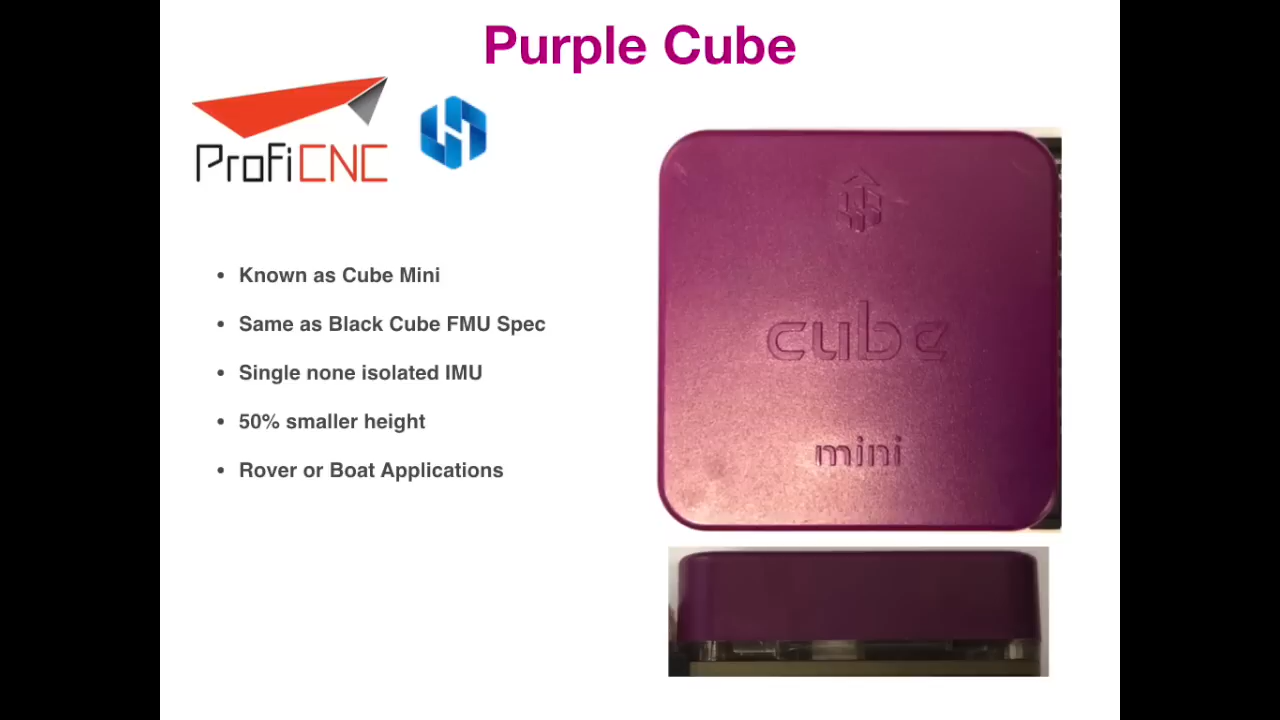 Purple Cube
ProfiCNC
• Known as Cube Mini
• Same as Black Cube FMU Spec
• Single none isolated IMU
• 50% smaller height
• Rover or Boat Applications
cube
mini